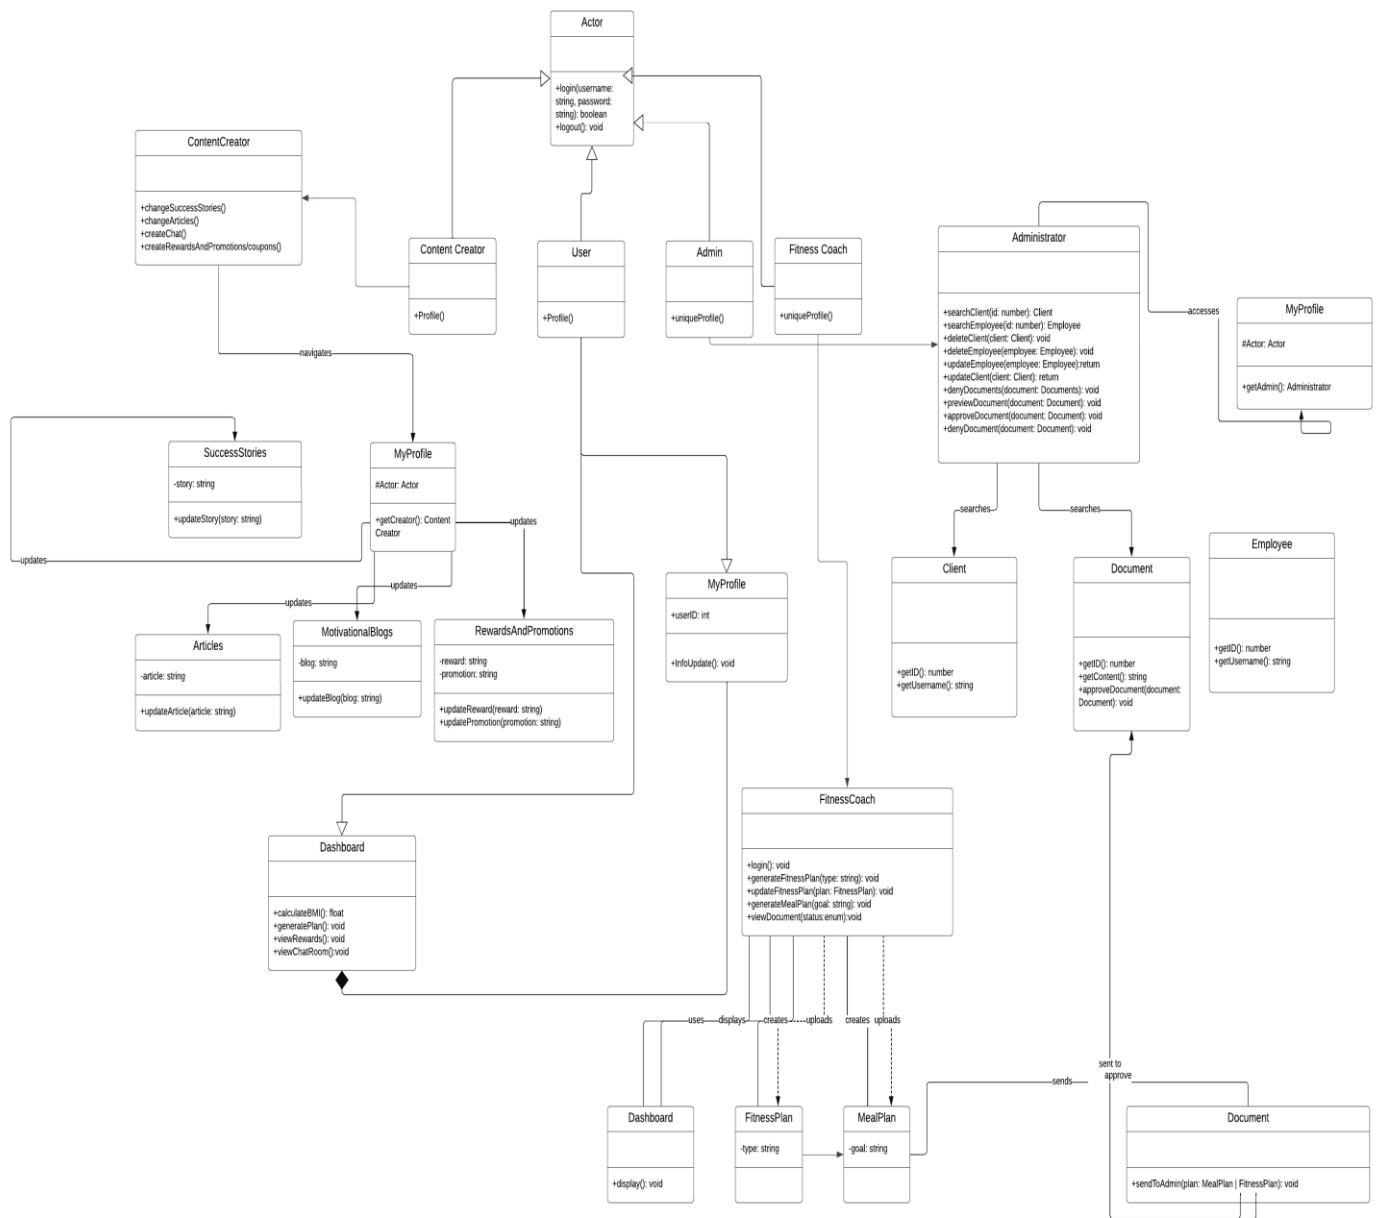 Actor
+login(username:
string, password:
string): boolean
+logout(): void
ContentCreator
+changeSuccessStories()
+changeArticles()
+createChat()
+createRewardsAndPromotions/coupons()
Content Creator
+Profile()
User
+Profile()
Admin
+uniqueProfile()
Fitness Coach
+uniqueProfile()
Administrator
+searchClient(id: number): Client
+searchEmployee(id: number): Employee
+deleteClient(client: Client): void
+deleteEmployee(employee: Employee): void
+updateEmployee(employee: Employee):return
+updateClient(client: Client): return
+denyDocuments(document: Documents): void
+previewDocument(document: Document): void
+approveDocument(document: Document): void
+denyDocument(document: Document): void
accesses
MyProfile
#Actor: Actor
+getAdmin(): Administrator
navigates
SuccessStories
-story: string
+updateStory(story: string)
MyProfile
#Actor: Actor
+getCreator(): Content
Creator
updates
updates
updates
updates
searches
searches
Articles
-article: string
+updateArticle(article: string)
MotivationalBlogs
-blog: string
+updateBlog(blog: string)
RewardsAndPromotions
-reward: string
-promotion: string
+updateReward(reward: string)
+updatePromotion(promotion: string)
MyProfile
+userID: int
+InfoUpdate(): void
Client
+getID(): number
+getUsername(): string
Document
+getID(): number
+getContent(): string
+approveDocument(document:
Document): void
Employee
+getID(): number
+getUsername(): string
Dashboard
+calculateBMI(): float
+generatePlan(): void
+viewRewards(): void
+viewChatRoom():void
FitnessCoach
+login(): void
+generateFitnessPlan(type: string): void
+updateFitnessPlan(plan: FitnessPlan): void
+generateMealPlan(goal: string): void
+viewDocument(status:enum):void
uses
displays
creates
uploads
creates
uploads
sent to
approve
sends
Dashboard
+display(): void
FitnessPlan
-type: string
MealPlan
-goal: string
Document
+sendToAdmin(plan: MealPlan | FitnessPlan): void